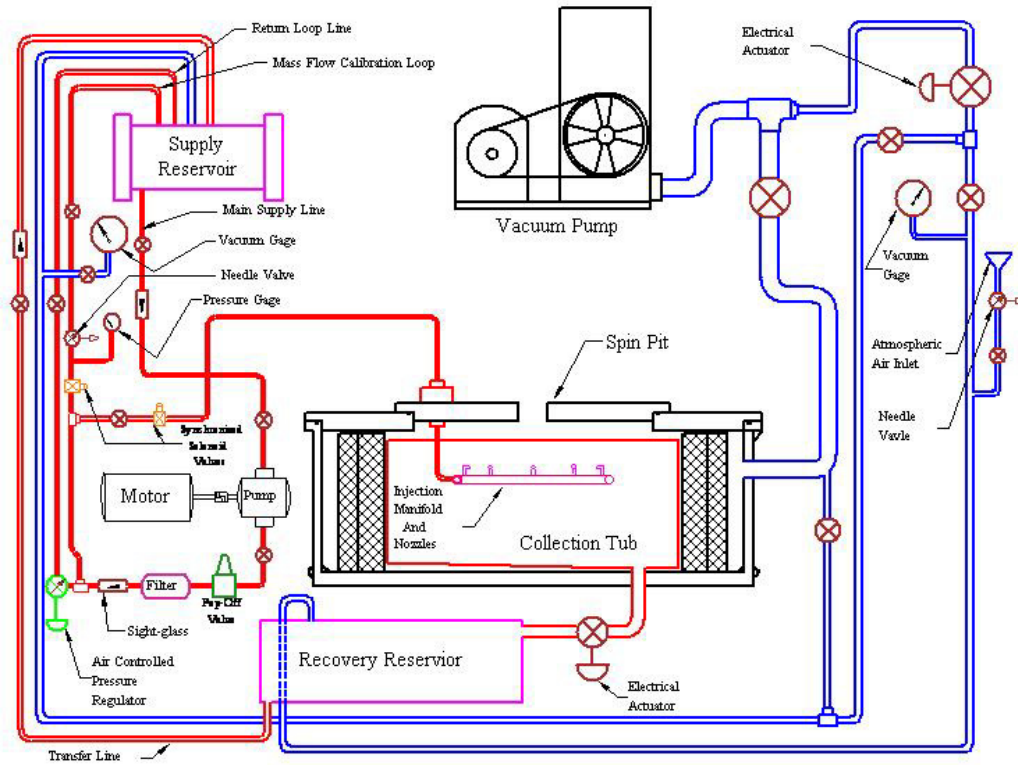 Return Loop Line
Mass Flow Calibration Loop
Electrical
Actuator
Supply
Reservoir
Main Supply Line
Vacuum Gage
Needle Valve
Pressure Gage
Vacuum Pump
Vacuum
Gage
Atmospheric
Air Inlet
Needle
Vavle
Spin Pit
Synchronized
Solenoid
Valves
Motor
Pump
Injection
Manifold
And
Nozzles
Collection Tub
Filter
Pop-Off
Valve
Sight-glass
Air Controlled
Pressure
Regulator
Recovery Reservior
Electrical
Actuator
Transfer Line